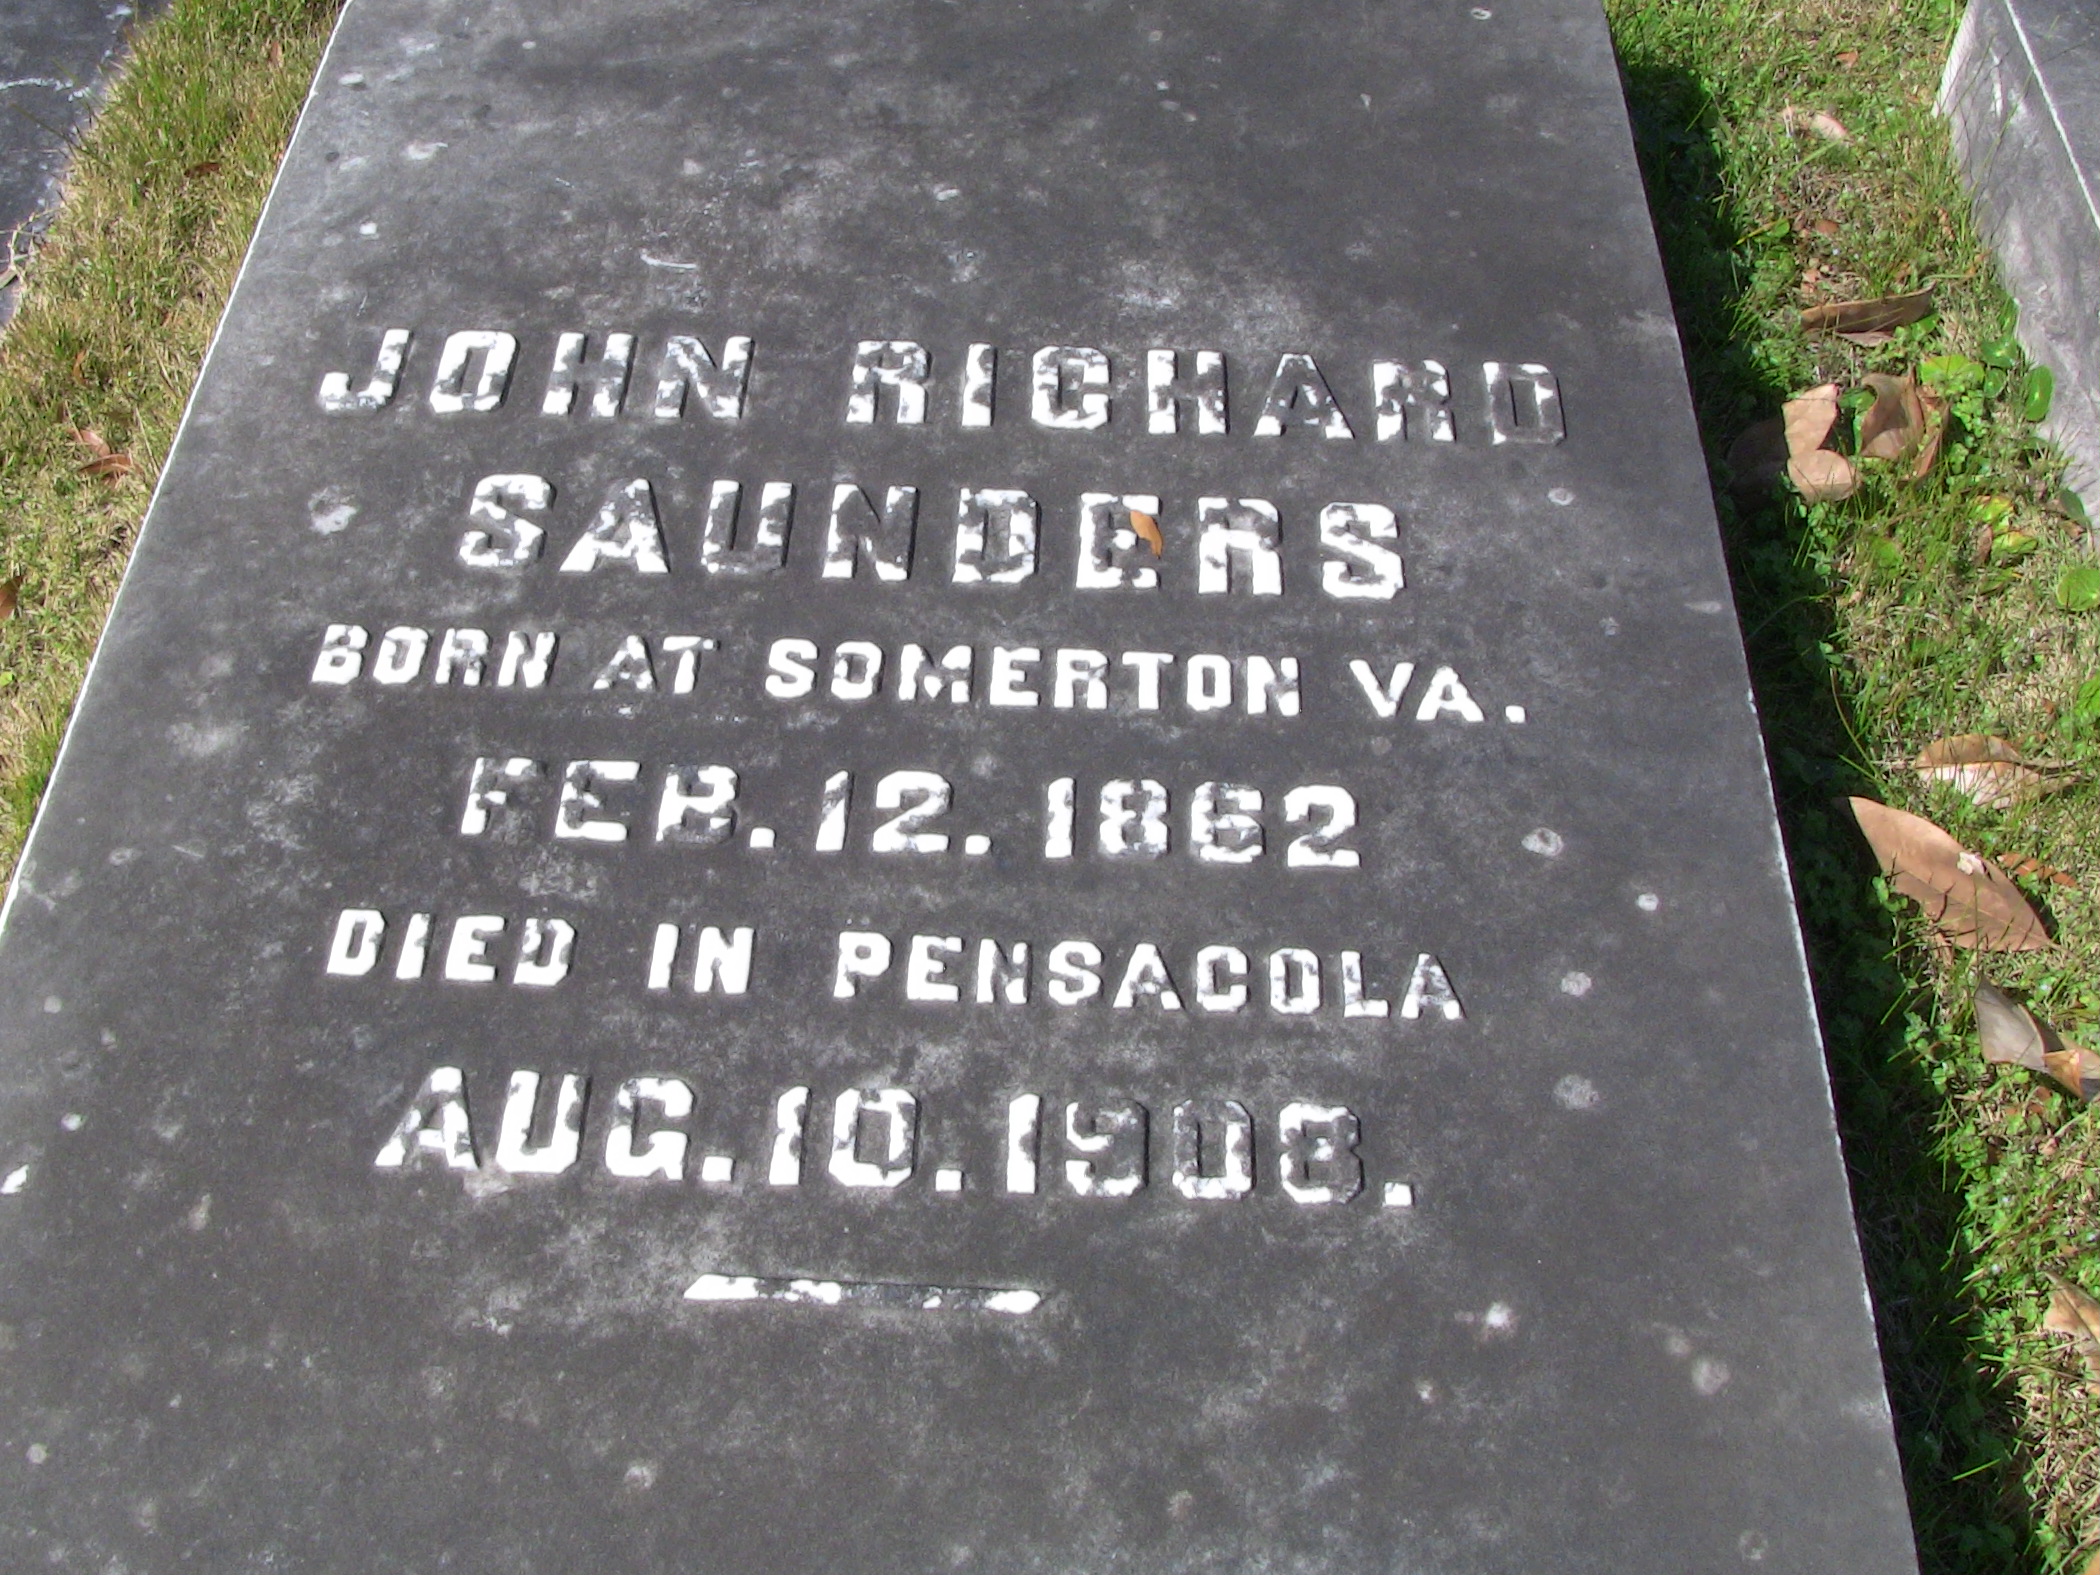 JOHN RICHARD
SAUNDERS
BORN AT SOMERTON VA.
FEB. 12. 1862
DIED IN PENSACOLA
AUG. 10. 1908.